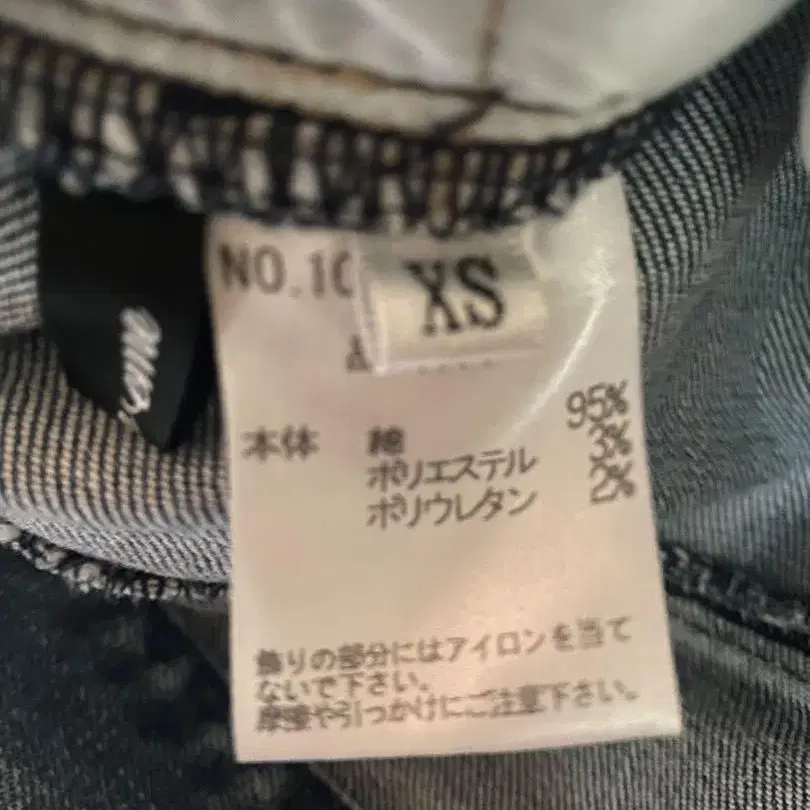 NO.10
XS
本体 綿 95%
ポリエステル 3%
ポリウレタン 2%
飾りの部分にはアイロンを当て
ないで下さい。
摩擦や引っかけにご注意下さい。